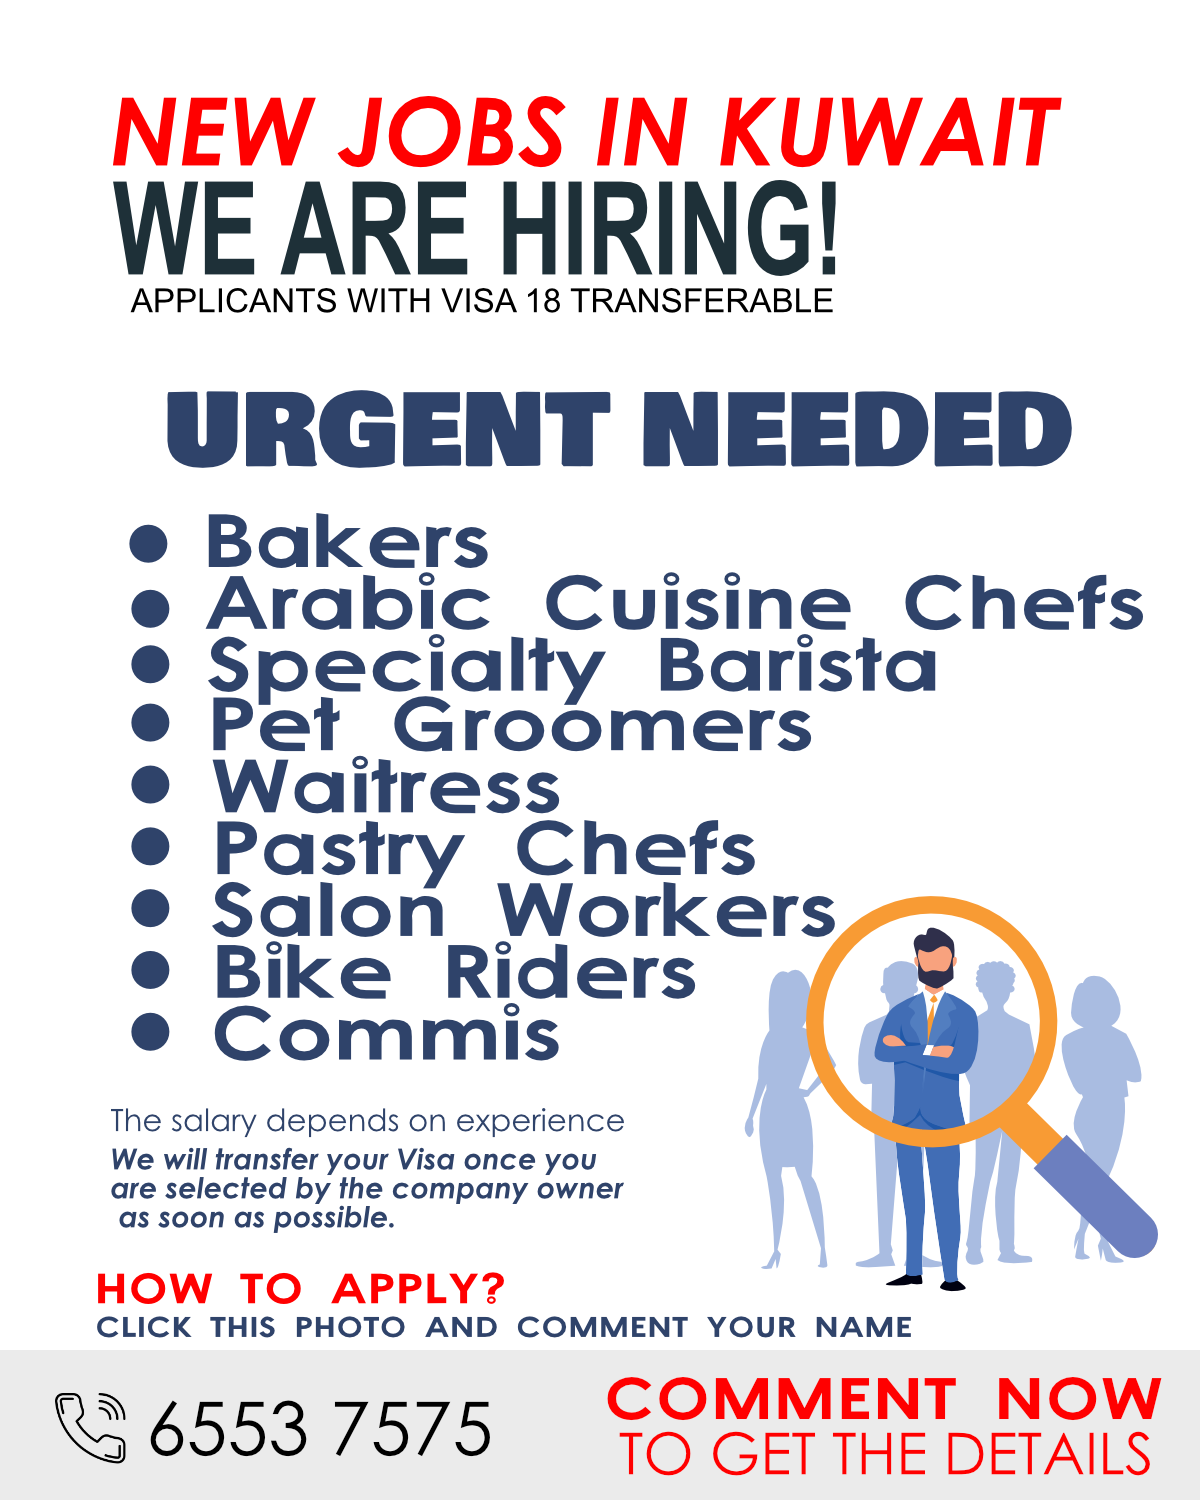 NEW JOBS IN KUWAIT
WE ARE HIRING!
APPLICANTS WITH VISA 18 TRANSFERABLE
URGENT NEEDED
• Bakers
• Arabic Cuisine Chefs
• Specialty Barista
• Pet Groomers
• Waitress
• Pastry Chefs
• Salon Workers
• Bike Riders
• Commis
The salary depends on experience
We will transfer your Visa once you
are selected by the company owner
as soon as possible.
HOW TO APPLY?
CLICK THIS PHOTO AND COMMENT YOUR NAME
6553 7575
COMMENT NOW
TO GET THE DETAILS